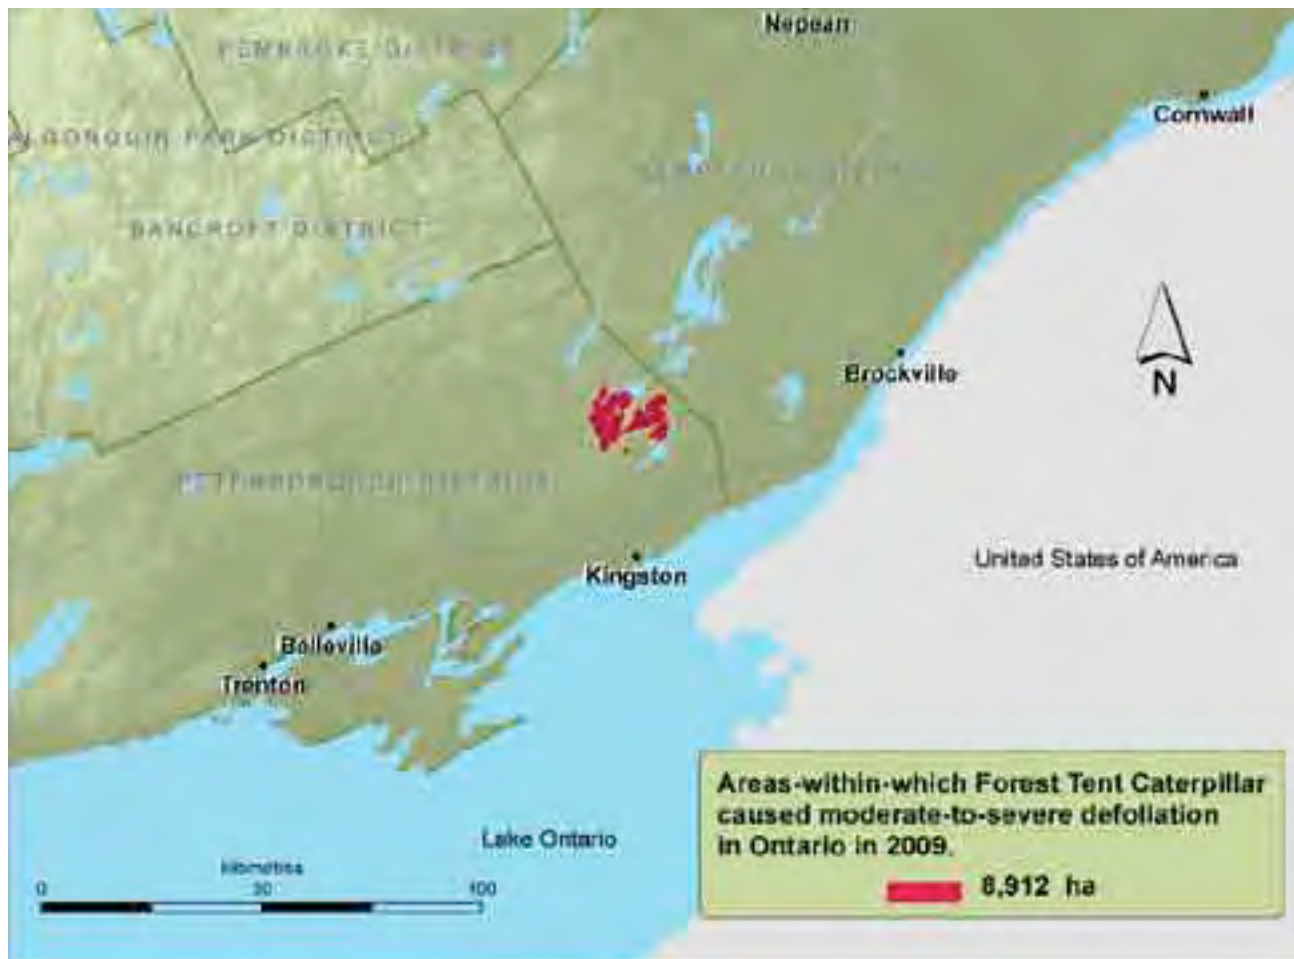 Nepean
PEMBROKE DISTRICT
Cornwall
ALGONQUIN PARK DISTRICT
BANCROFT DISTRICT
Brockville
N
PETERBOROUGH DISTRICT
United States of America
Kingston
Belleville
Trenton
Areas-within-which Forest Tent Caterpillar
caused moderate-to-severe defoliation
in Ontario in 2009.
8,912 ha
Lake Ontario
kilometres
0 50 100